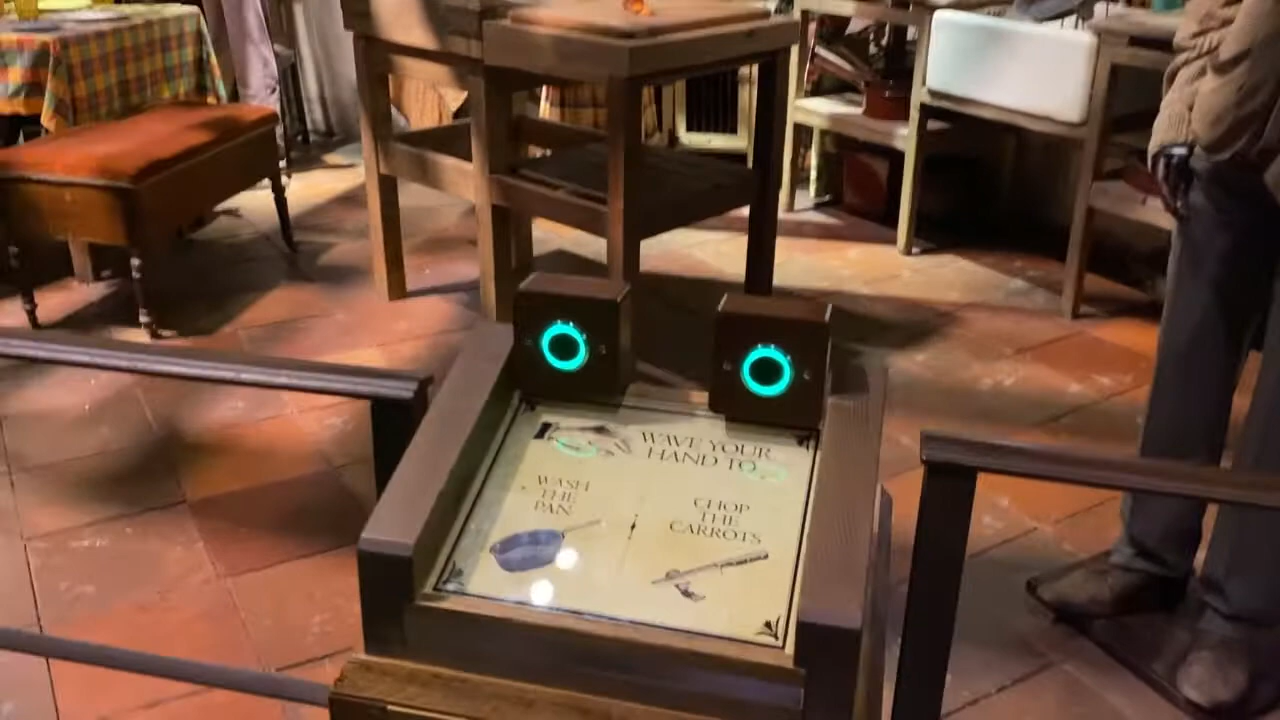 WAVE YOUR
HAND TO
WASH
THE
PAN
CHOP
THE
CARROTS